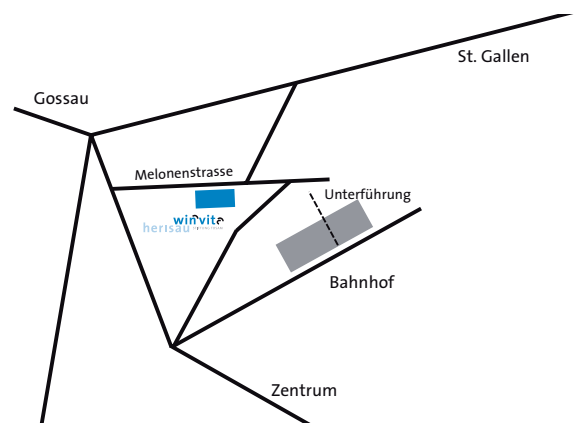 St. Gallen
Gossau
Melonenstrasse
Unterführung
winvita
herisau
Bahnhof
Zentrum